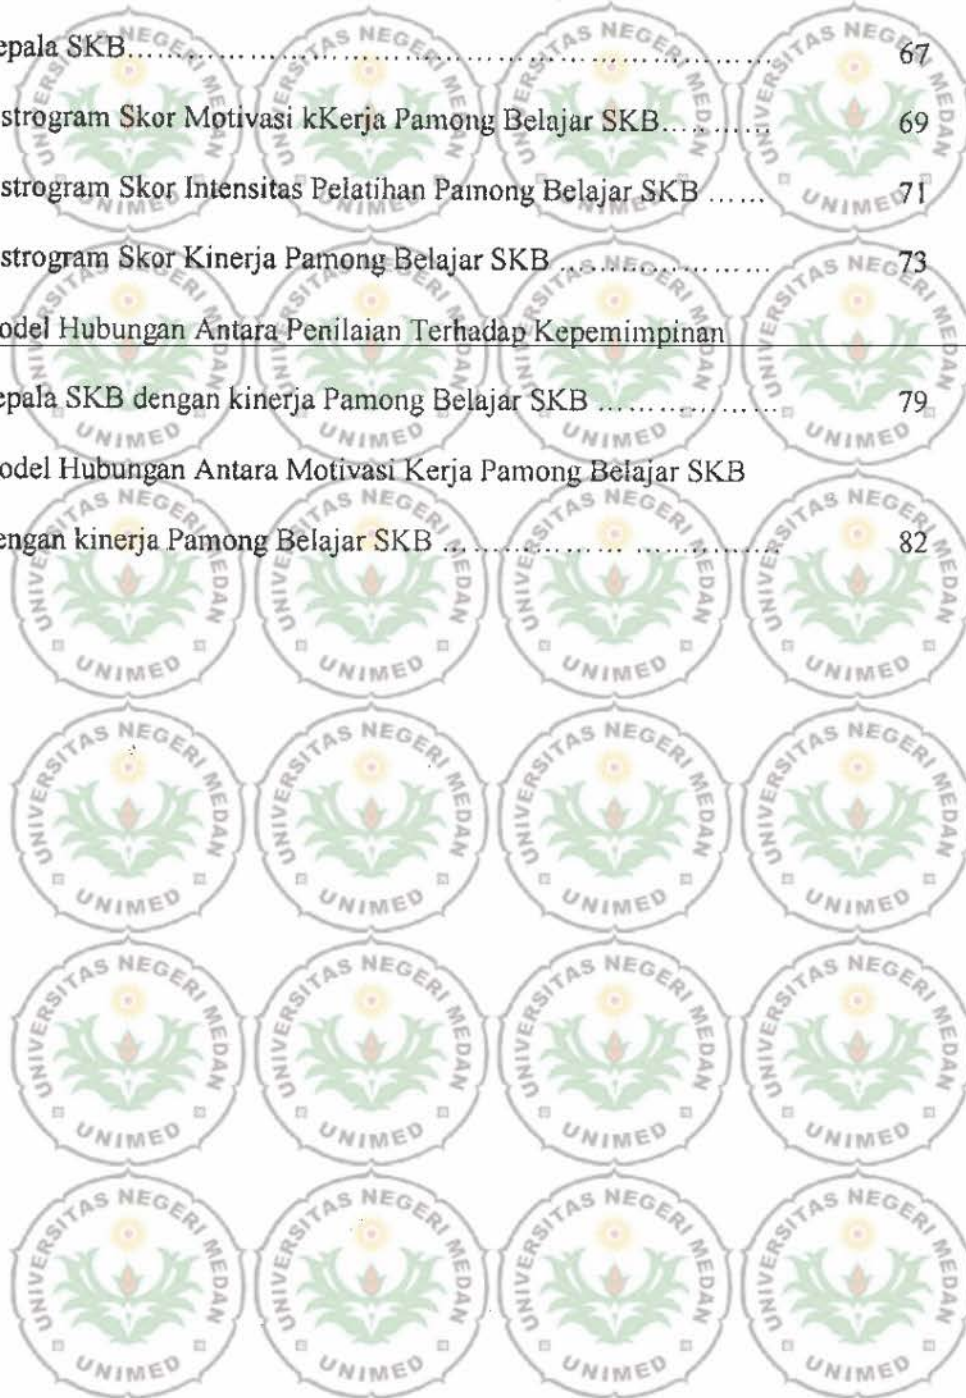 epala SKB................................................................ 67
strogram Skor Motivasi kKerja Pamong Belajar SKB........... 69
strogram Skor Intensitas Pelatihan Pamong Belajar SKB ...... 71
strogram Skor Kinerja Pamong Belajar SKB ..................... 73
odel Hubungan Antara Penilaian Terhadap Kepemimpinan
epala SKB dengan kinerja Pamong Belajar SKB .................. 79
odel Hubungan Antara Motivasi Kerja Pamong Belajar SKB
engan kinerja Pamong Belajar SKB .................. ............... 82
UNIVERSITAS NEGERI MEDAN
UNIMED